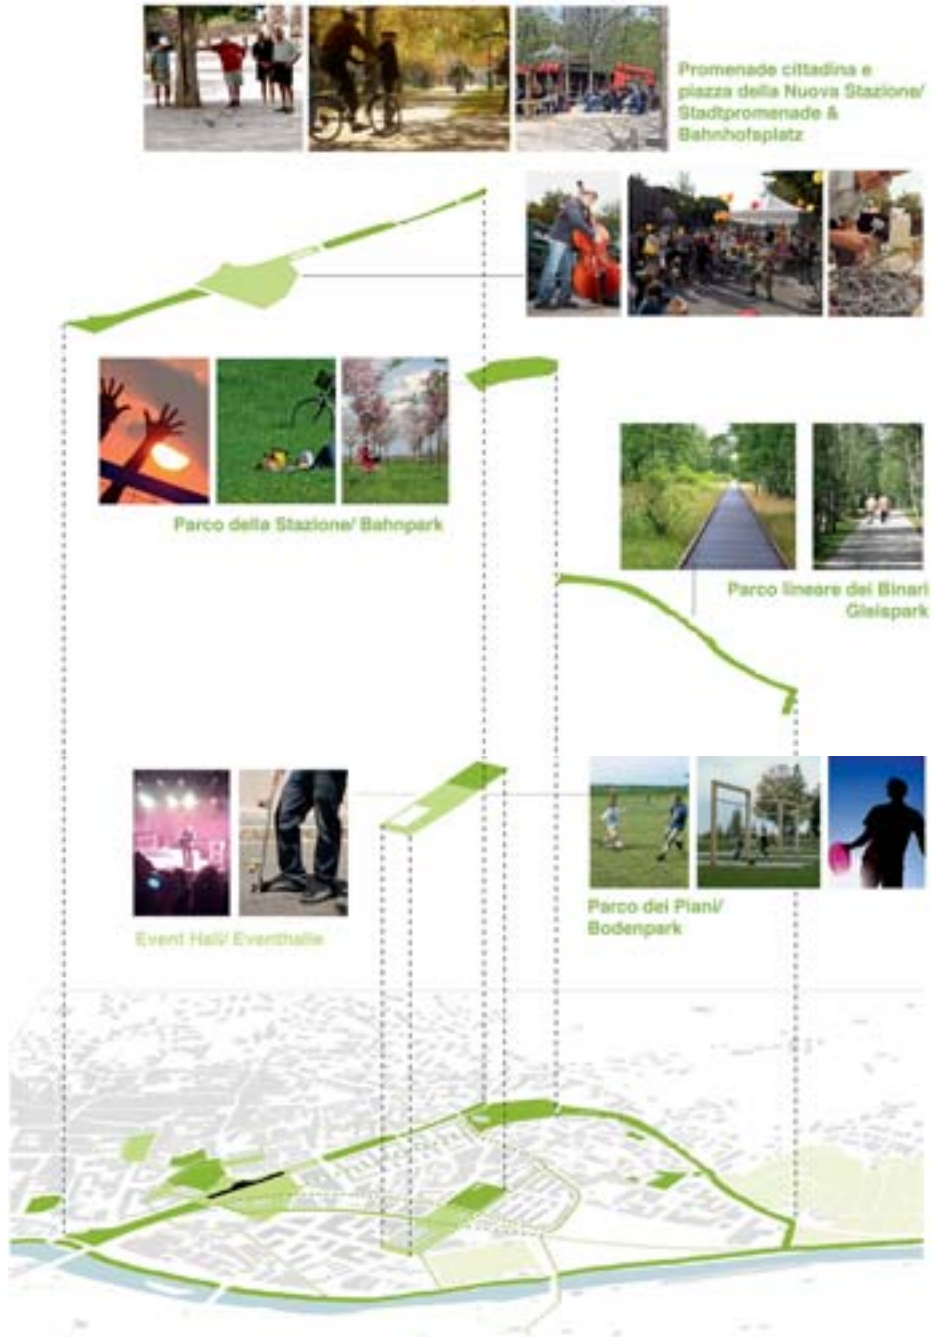 Promenade cittadina e
piazza della Nuova Stazione/
Stadtpromenade &
Bahnhofsplatz
Parco della Stazione/ Bahnpark
Parco lineare dei Binari
Gleispark
Event Hall/ Eventhalle
Parco dei Piani/
Bodenpark